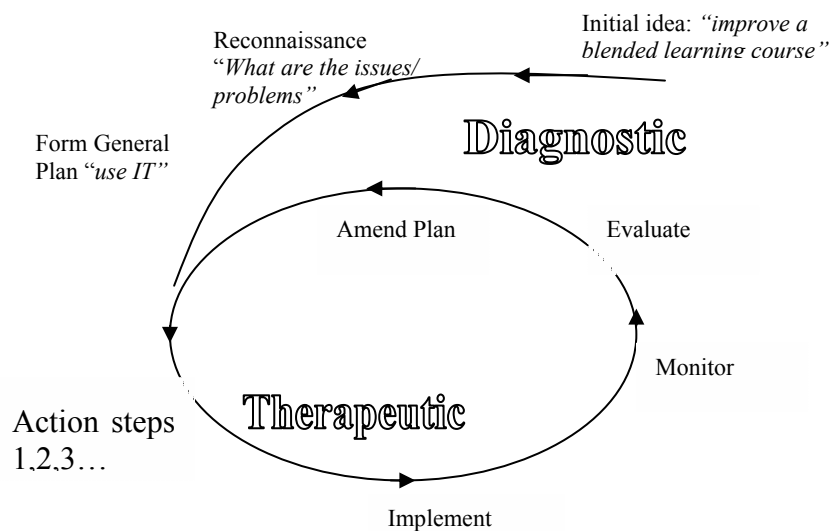 Initial idea: “improve a
blended learning course”
Reconnaissance
“What are the issues/
problems”
Diagnostic
Form General
Plan “use IT”
Amend Plan
Evaluate
Monitor
Therapeutic
Action steps
1,2,3…
Implement